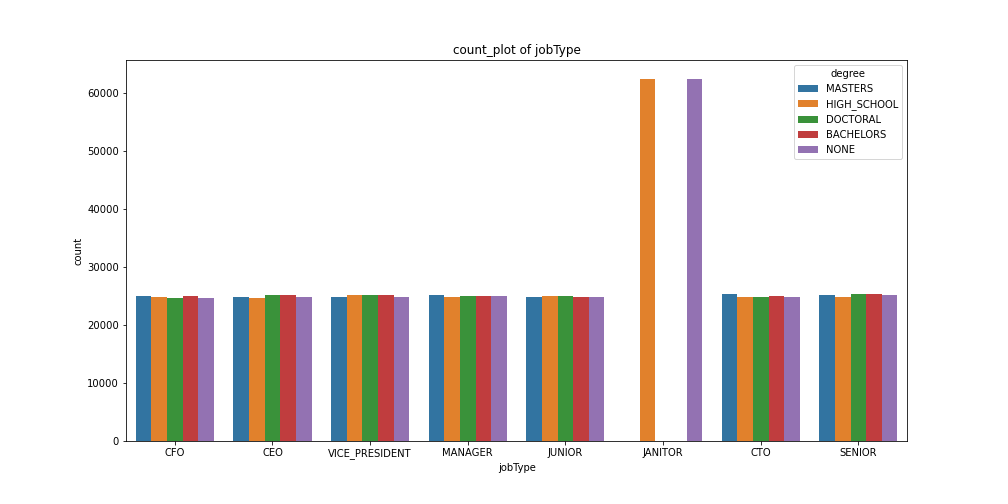 count_plot of jobType
degree
MASTERS
HIGH_SCHOOL
DOCTORAL
BACHELORS
NONE
60000
50000
40000
30000
20000
10000
0
count
CFO CEO VICE_PRESIDENT MANAGER JUNIOR JANITOR CTO SENIOR
jobType